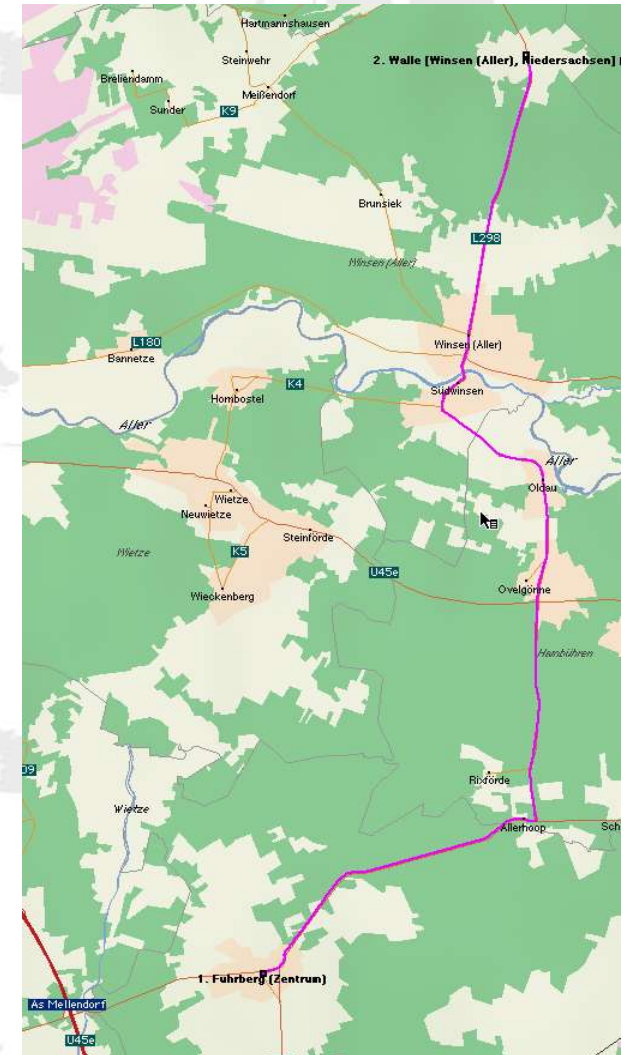 Hartmannshausen
Steinwehr
2. Walle [Winsen (Aller), Niedersachsen]
Breliendamm
Meißendorf
Sunder
K9
Brunsiek
L298
Winsen (Aller)
L180
Winsen (Aller)
Bannetze
K4
Südwinsen
Hornbostel
Aller
Aller
Oldau
Wietze
Neuwietze
Steinförde
K5
Wietze
U45e
Ovelgönne
Wieckenberg
Hambühren
09
Rixförde
Wietze
Allerhoop
Sch
1. Fuhrberg (Zentrum)
As Mellendorf
U45e